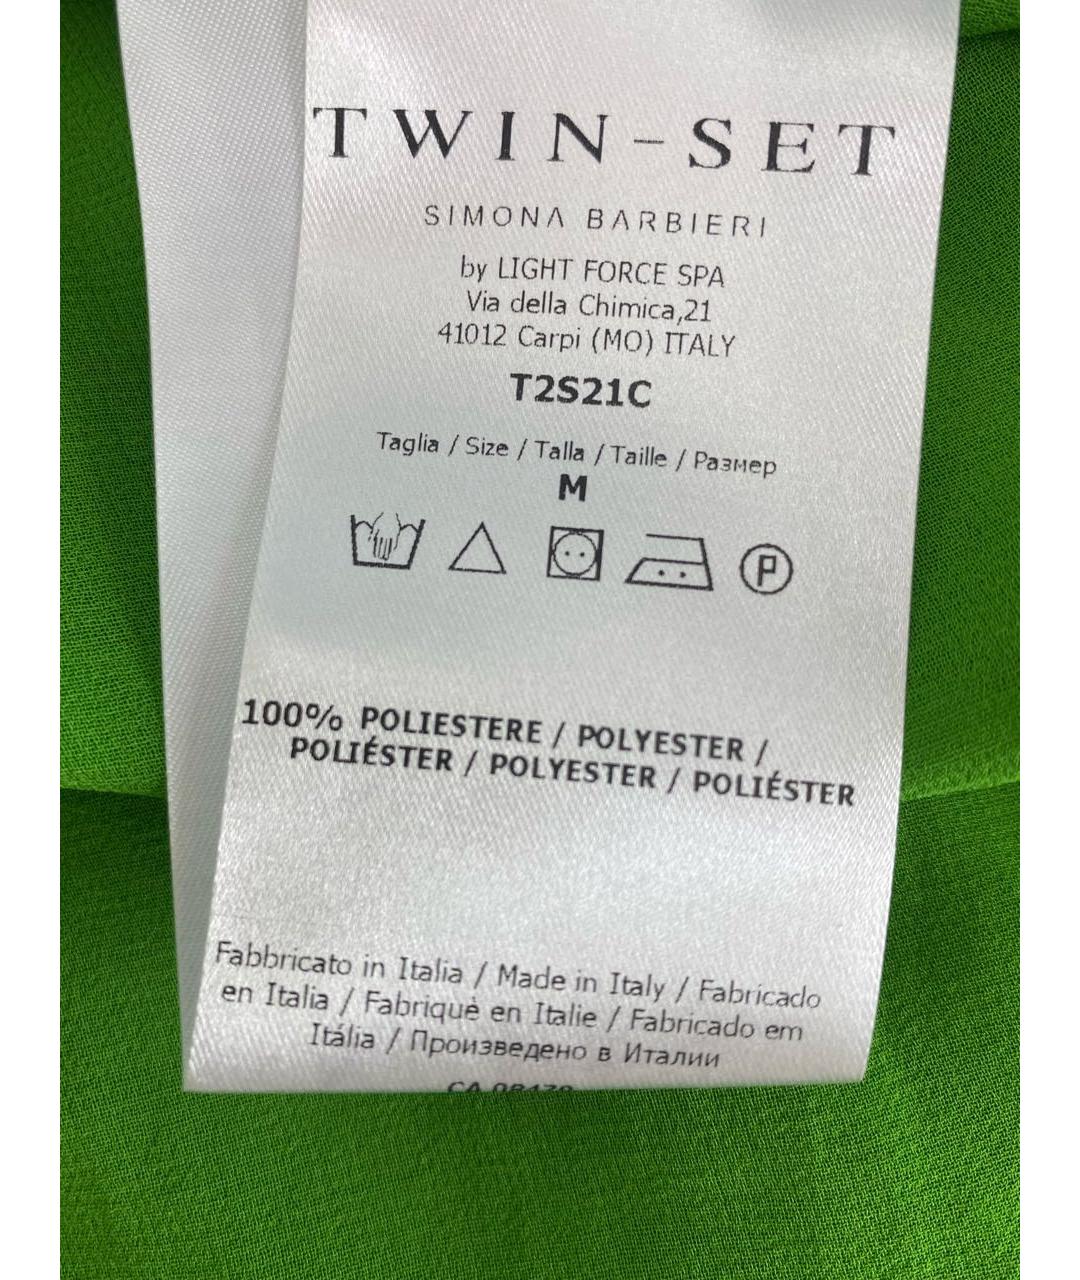 TWIN-SET
SIMONA BARBIERI
by LIGHT FORCE SPA
Via della Chimica,21
41012 Carpi (MO) ITALY
T2S21C
Taglia / Size / Talla / Taille / Размер
M
P
100% POLIESTERE / POLYESTER /
POLIÉSTER / POLYESTER / POLIÉSTER
Fabbricato in Italia / Made in Italy / Fabricado
en Italia / Fabriquè en Italie / Fabricado em
Itália / Произведено в Италии
CA